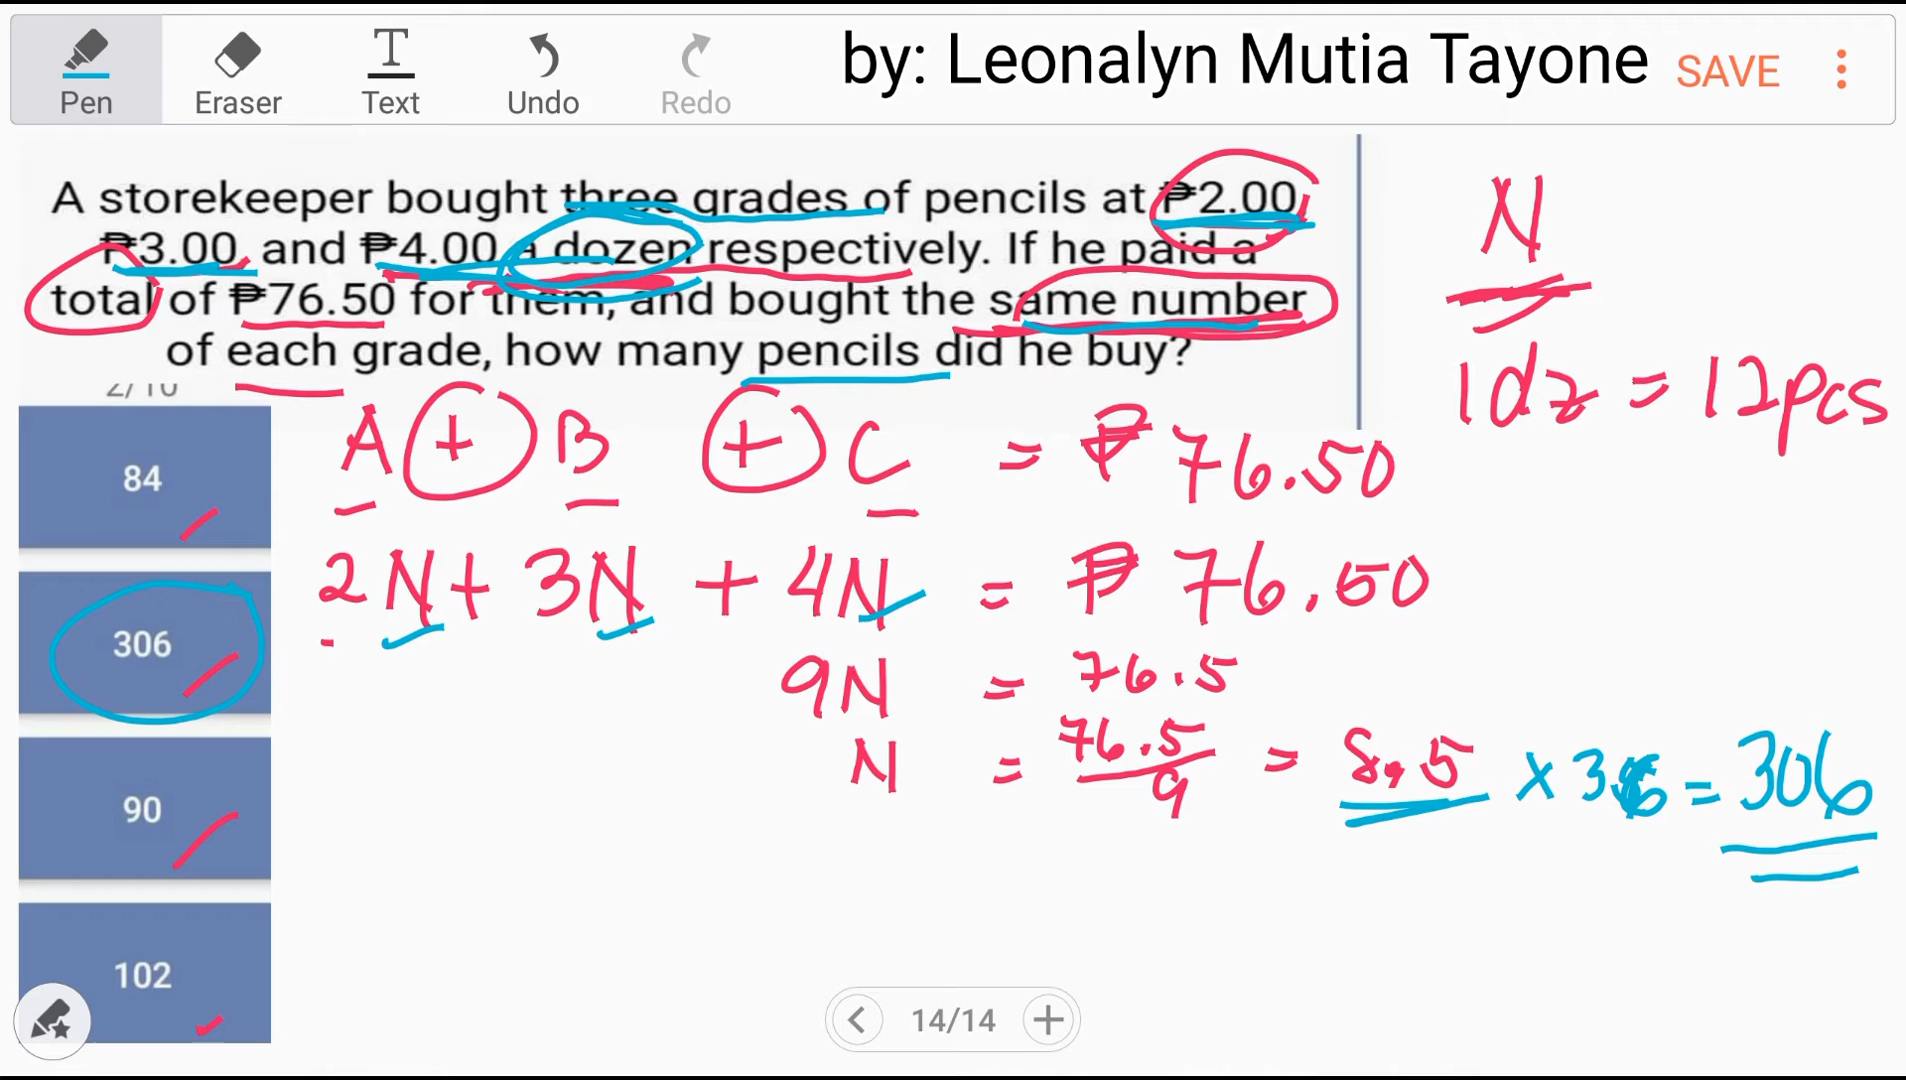 Pen
Eraser
Text
Undo
Redo
by: Leonalyn Mutia Tayone
SAVE
A storekeeper bought three grades of pencils at ₱2.00,
₱3.00, and ₱4.00 a dozen respectively. If he paid a
total of ₱76.50 for them, and bought the same number
of each grade, how many pencils did he buy?
N
1dz = 12pcs
2/10
84
306
90
102
A + B + C = ₱76.50
2N + 3N + 4N = ₱76.50
9N = 76.5
N = 76.5/9 = 8.5 x 36 = 306
14/14